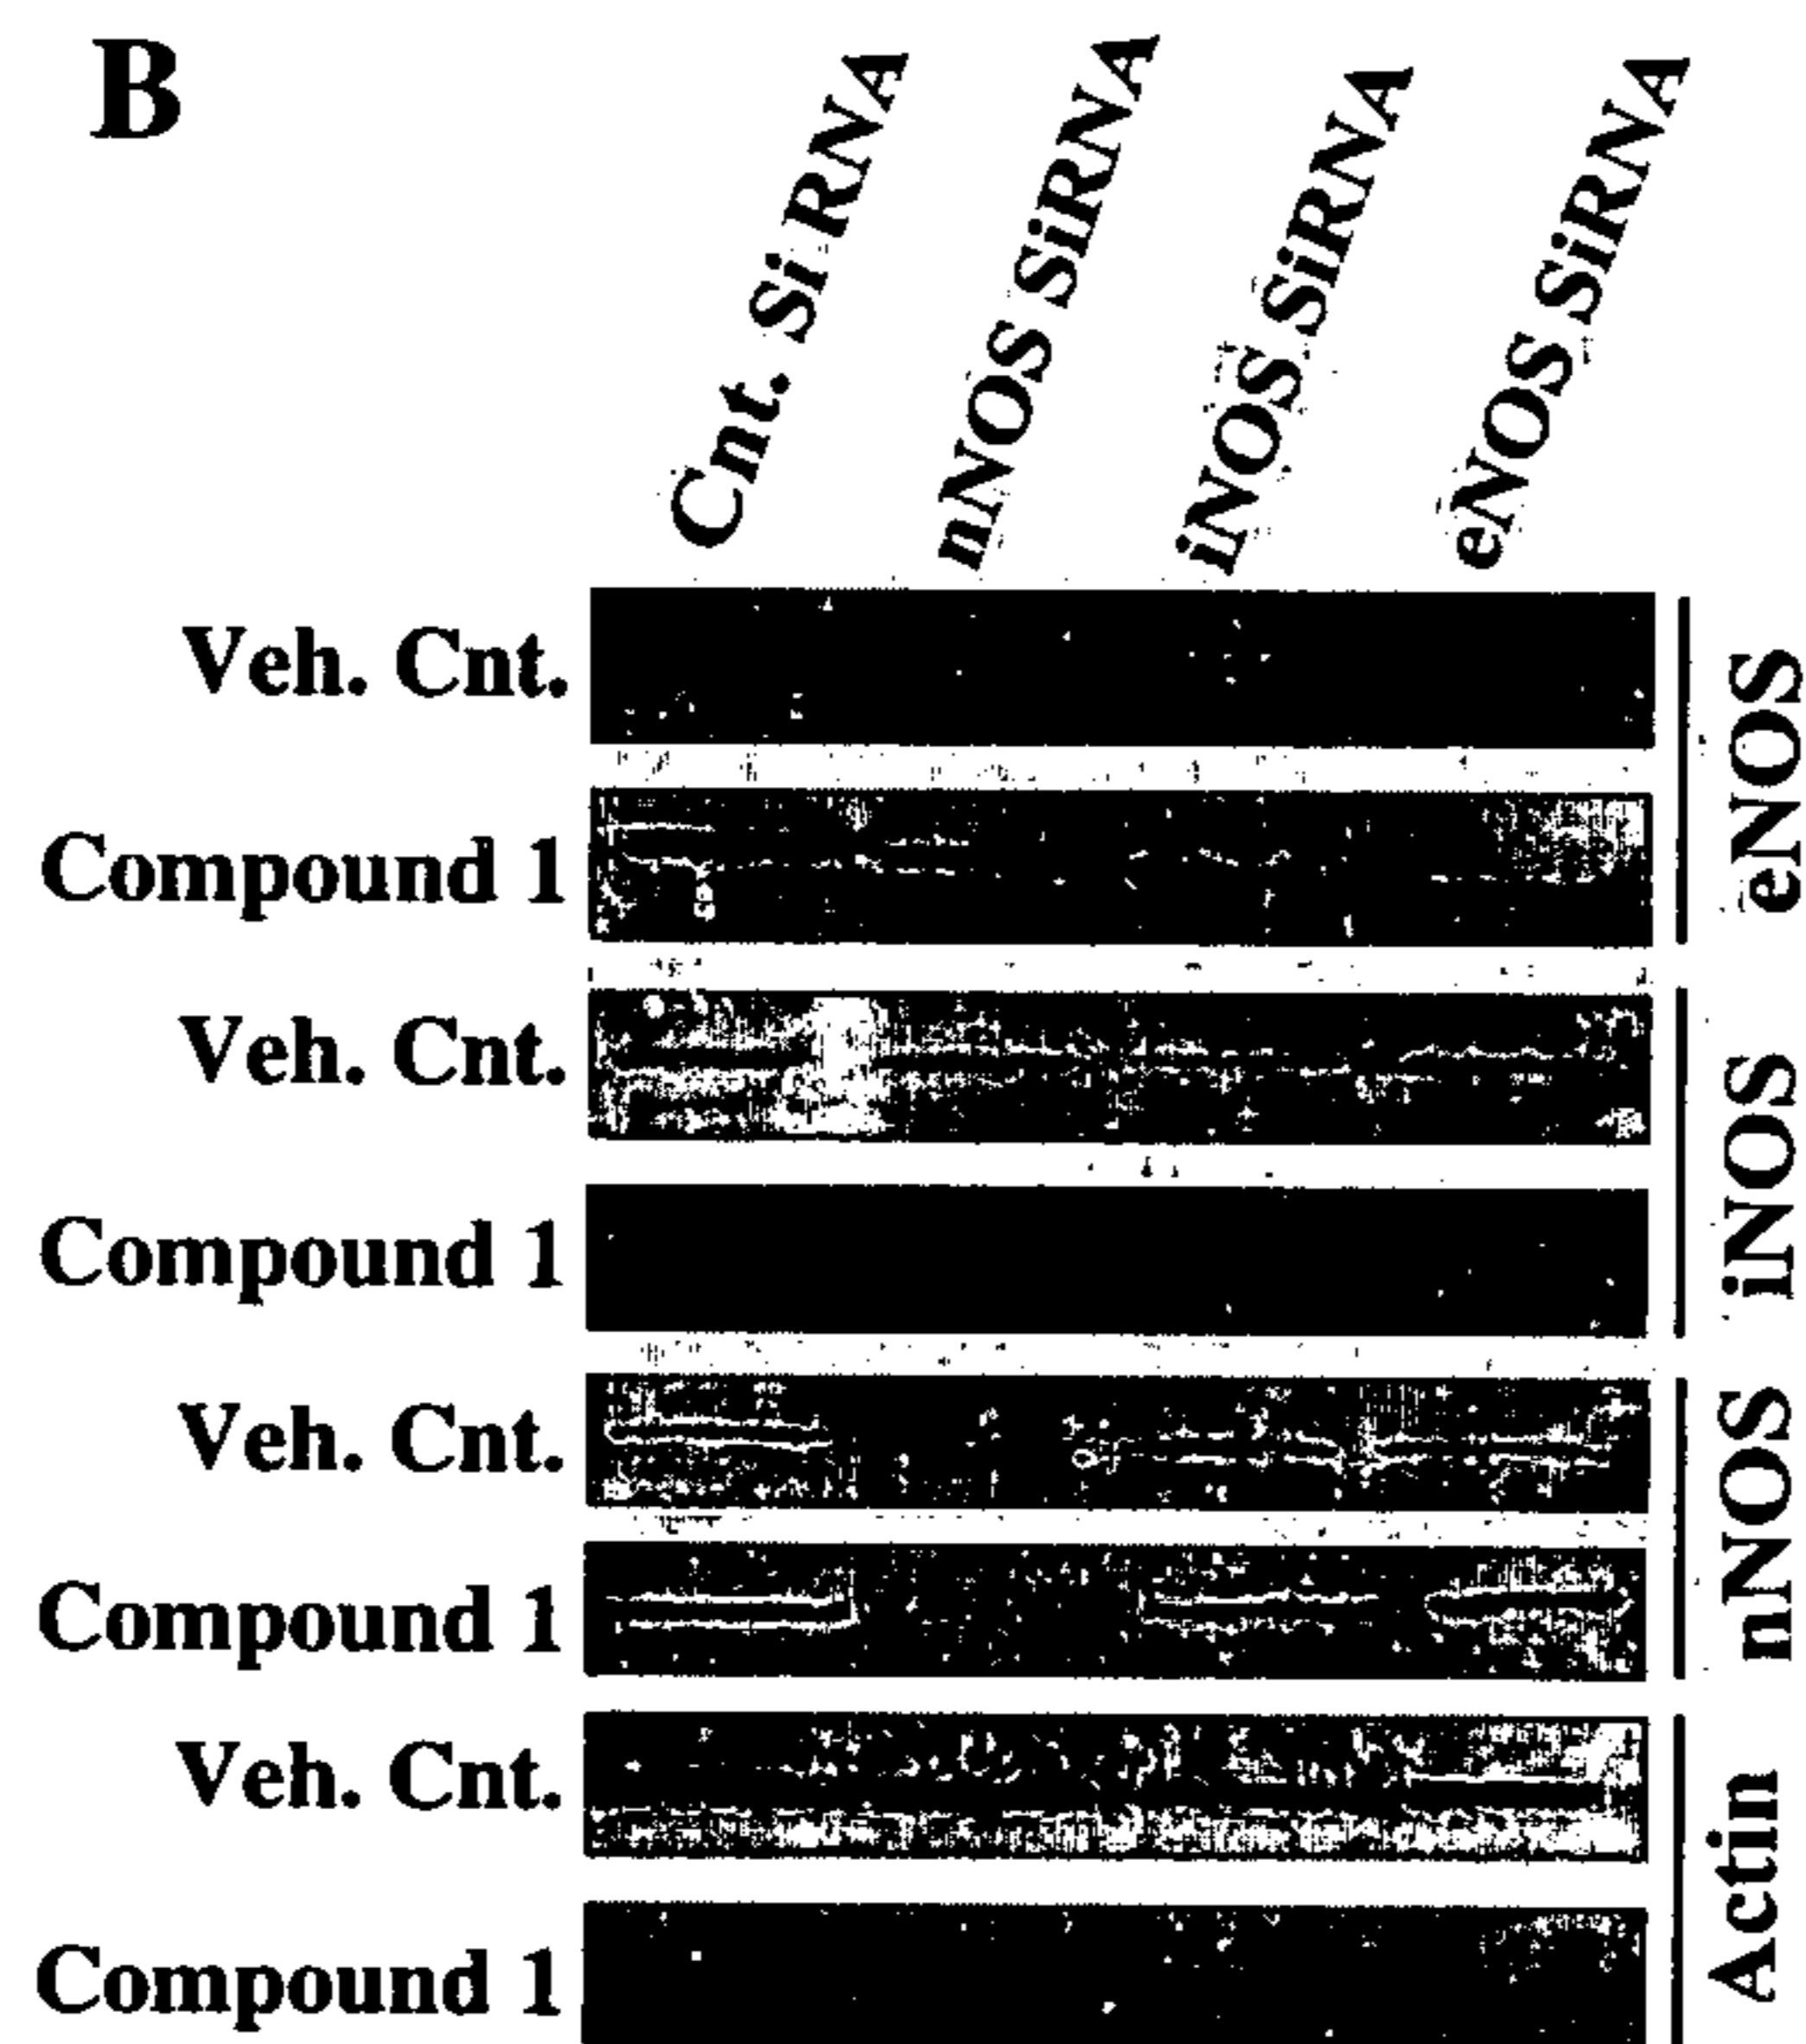 B
Cnt. Si RNA
nNOS SiRNA
iNOS SiRNA
eNOS SiRNA
Veh. Cnt.
Compound 1
eNOS
Veh. Cnt.
Compound 1
iNOS
Veh. Cnt.
Compound 1
nNOS
Veh. Cnt.
Compound 1
Actin